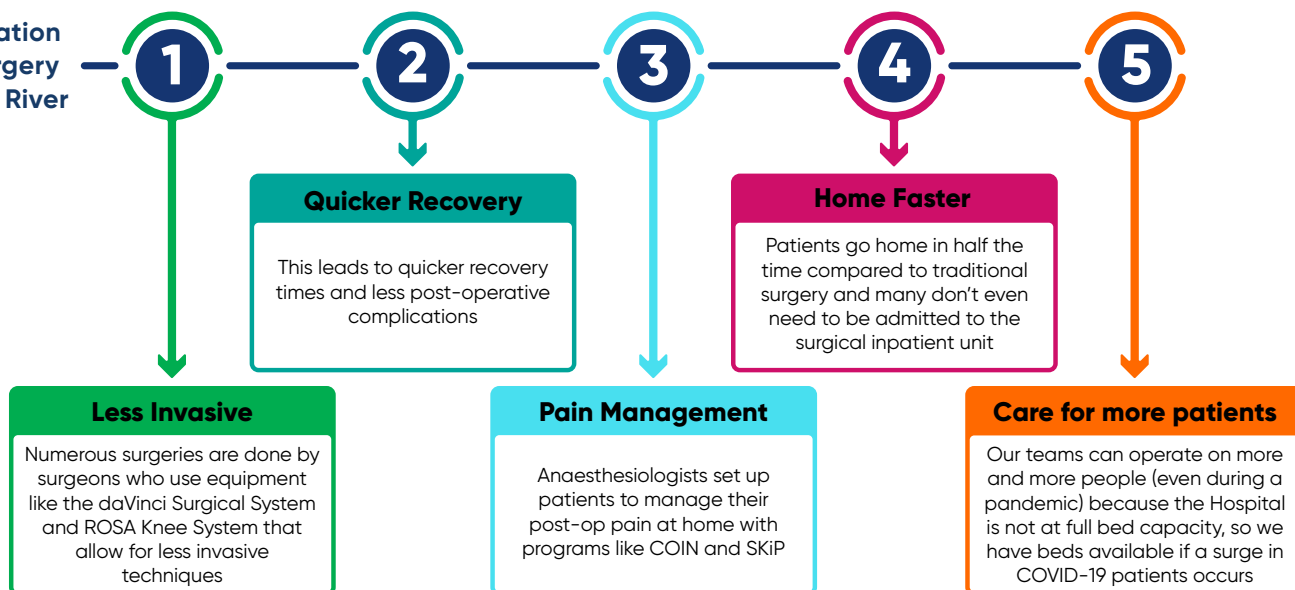 River
1
2
3
4
5
Quicker Recovery
This leads to quicker recovery
times and less post-operative
complications
Home Faster
Patients go home in half the
time compared to traditional
surgery and many don’t even
need to be admitted to the
surgical inpatient unit
Less Invasive
Numerous surgeries are done by
surgeons who use equipment
like the daVinci Surgical System
and ROSA Knee System that
allow for less invasive
techniques
Pain Management
Anaesthesiologists set up
patients to manage their
post-op pain at home with
programs like COIN and SKiP
Care for more patients
Our teams can operate on more
and more people (even during a
pandemic) because the Hospital
is not at full bed capacity, so we
have beds available if a surge in
COVID-19 patients occurs